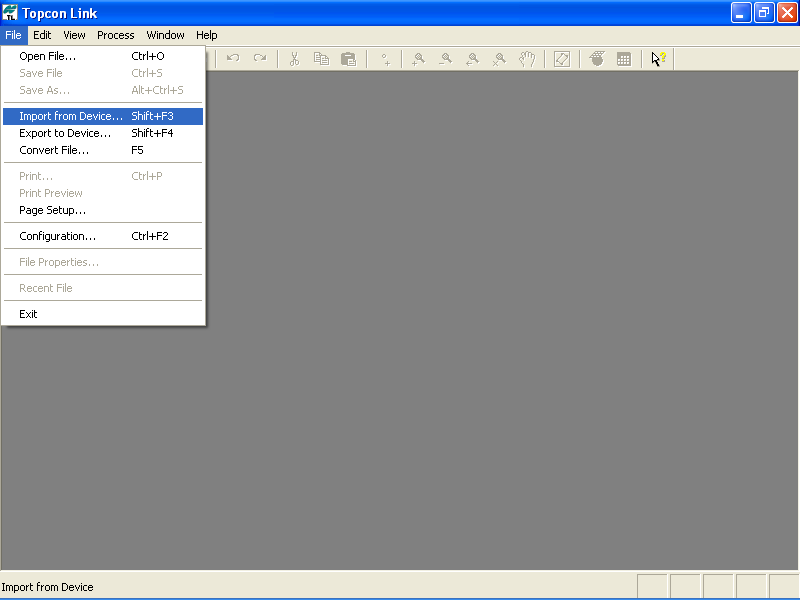 Topcon Link
File Edit View Process Window Help
Open File... Ctrl+O
Save File Ctrl+S
Save As... Alt+Ctrl+S
Import from Device... Shift+F3
Export to Device... Shift+F4
Convert File... F5
Print... Ctrl+P
Print Preview
Page Setup...
Configuration... Ctrl+F2
File Properties...
Recent File
Exit
Import from Device